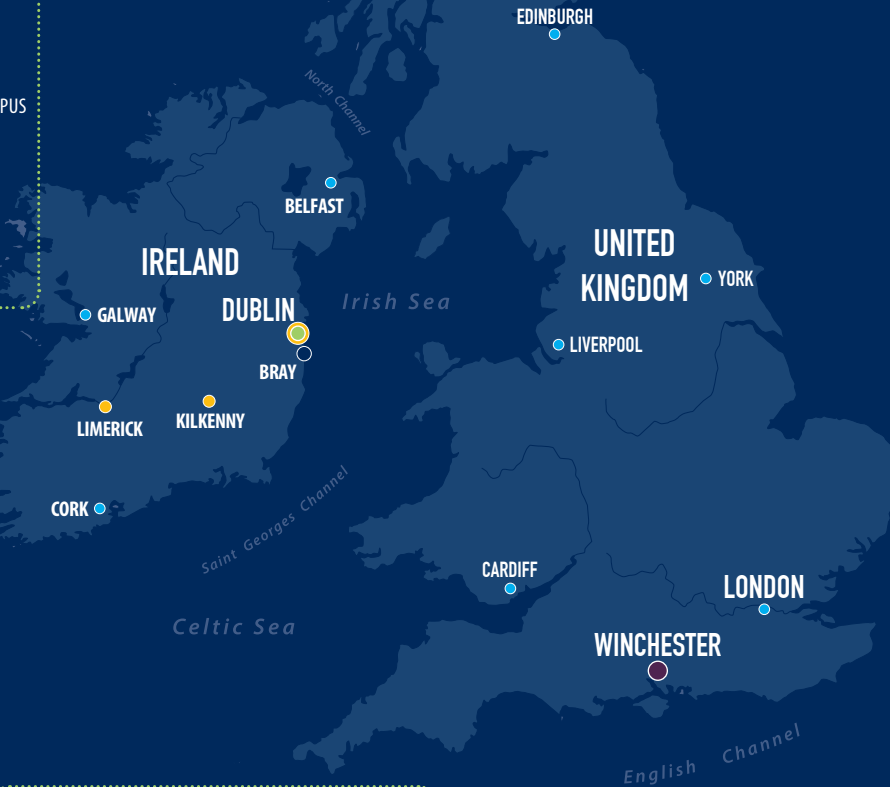 EDINBURGH
North Channel
PUS
BELFAST
UNITED
KINGDOM
IRELAND
YORK
Irish Sea
DUBLIN
GALWAY
LIVERPOOL
BRAY
LIMERICK
KILKENNY
CORK
Saint Georges Channel
CARDIFF
LONDON
Celtic Sea
WINCHESTER
English Channel